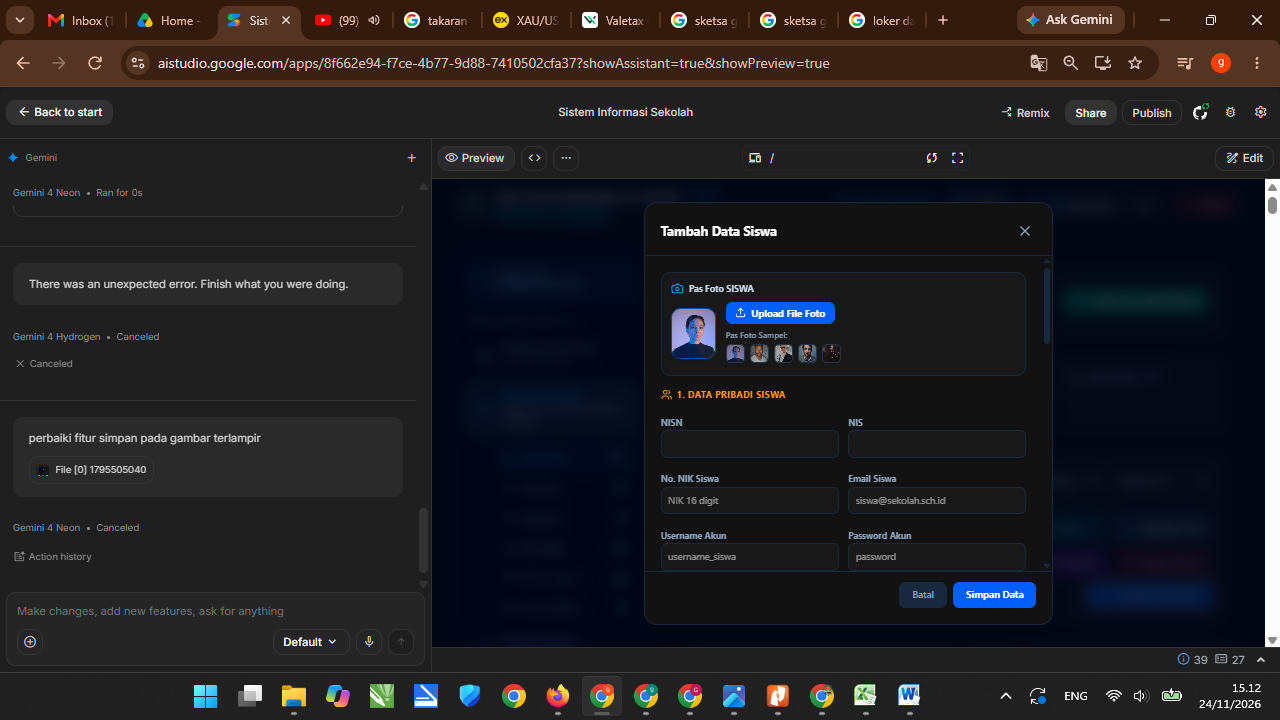 Inbox (1
Home -
Sist
(99)
takaran
XAU/US
Valetax
sketsa g
sketsa g
loker da
Ask Gemini
aistudio.google.com/apps/8f662e94-f7ce-4b77-9d88-7410502cfa37?showAssistant=true&showPreview=true
g
Back to start
Sistem Informasi Sekolah
Remix
Share
Publish
Gemini
Preview
/
Edit
Gemini 4 Neon • Ran for 0s
There was an unexpected error. Finish what you were doing.
Gemini 4 Hydrogen • Canceled
Canceled
perbaiki fitur simpan pada gambar terlampir
File [0] 1795505040
Gemini 4 Neon • Canceled
Action history
Make changes, add new features, ask for anything
Default
Tambah Data Siswa
Pas Foto SISWA
Upload File Foto
Pas Foto Sampel:
1. DATA PRIBADI SISWA
NISN
NIS
No. NIK Siswa
Email Siswa
NIK 16 digit
siswa@sekolah.sch.id
Username Akun
Password Akun
username_siswa
password
Batal
Simpan Data
39
27
ENG
15.12
24/11/2026